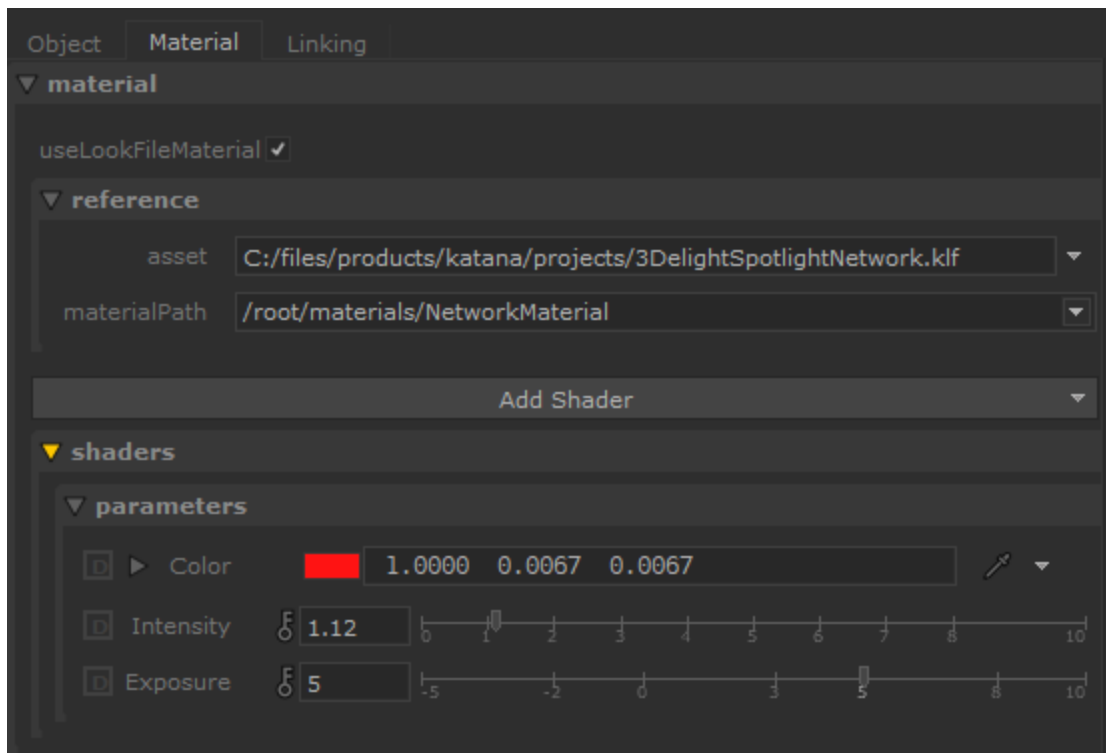 Object Material Linking
material
useLookFileMaterial
reference
asset C:/files/products/katana/projects/3DelightSpotlightNetwork.klf
materialPath /root/materials/NetworkMaterial
Add Shader
shaders
parameters
D Color 1.0000 0.0067 0.0067
D Intensity 1.12 0 1 2 3 4 5 6 7 8 10
D Exposure 5 -5 -2 0 3 5 8 10